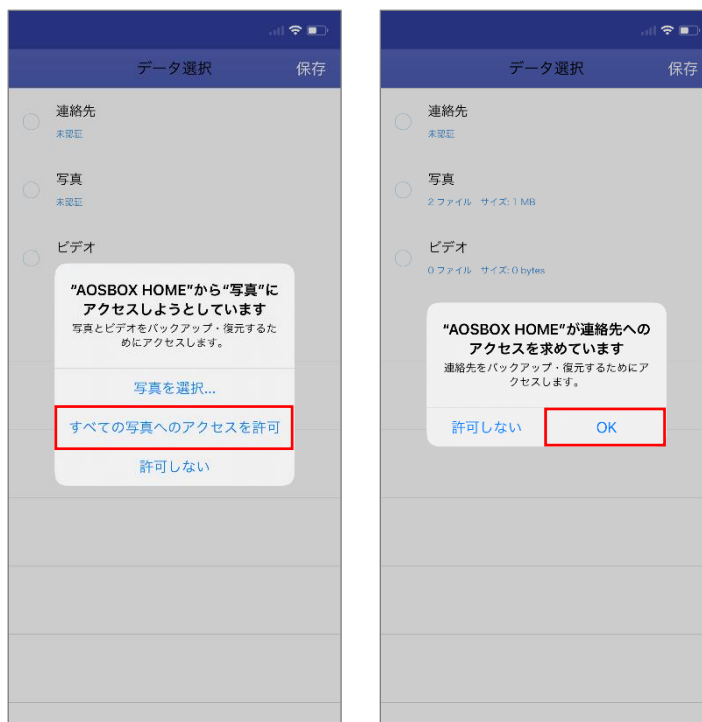 データ選択
保存
連絡先
未認証
写真
未認証
ビデオ
"AOSBOX HOME"から"写真"に
アクセスしようとしています
写真とビデオをバックアップ・復元するた
めにアクセスします。
写真を選択...
すべての写真へのアクセスを許可
許可しない
データ選択
保存
連絡先
未認証
写真
2 ファイル サイズ: 1 MB
ビデオ
0 ファイル サイズ: 0 bytes
"AOSBOX HOME"が連絡先への
アクセスを求めています
連絡先をバックアップ・復元するためにア
クセスします。
許可しない
OK